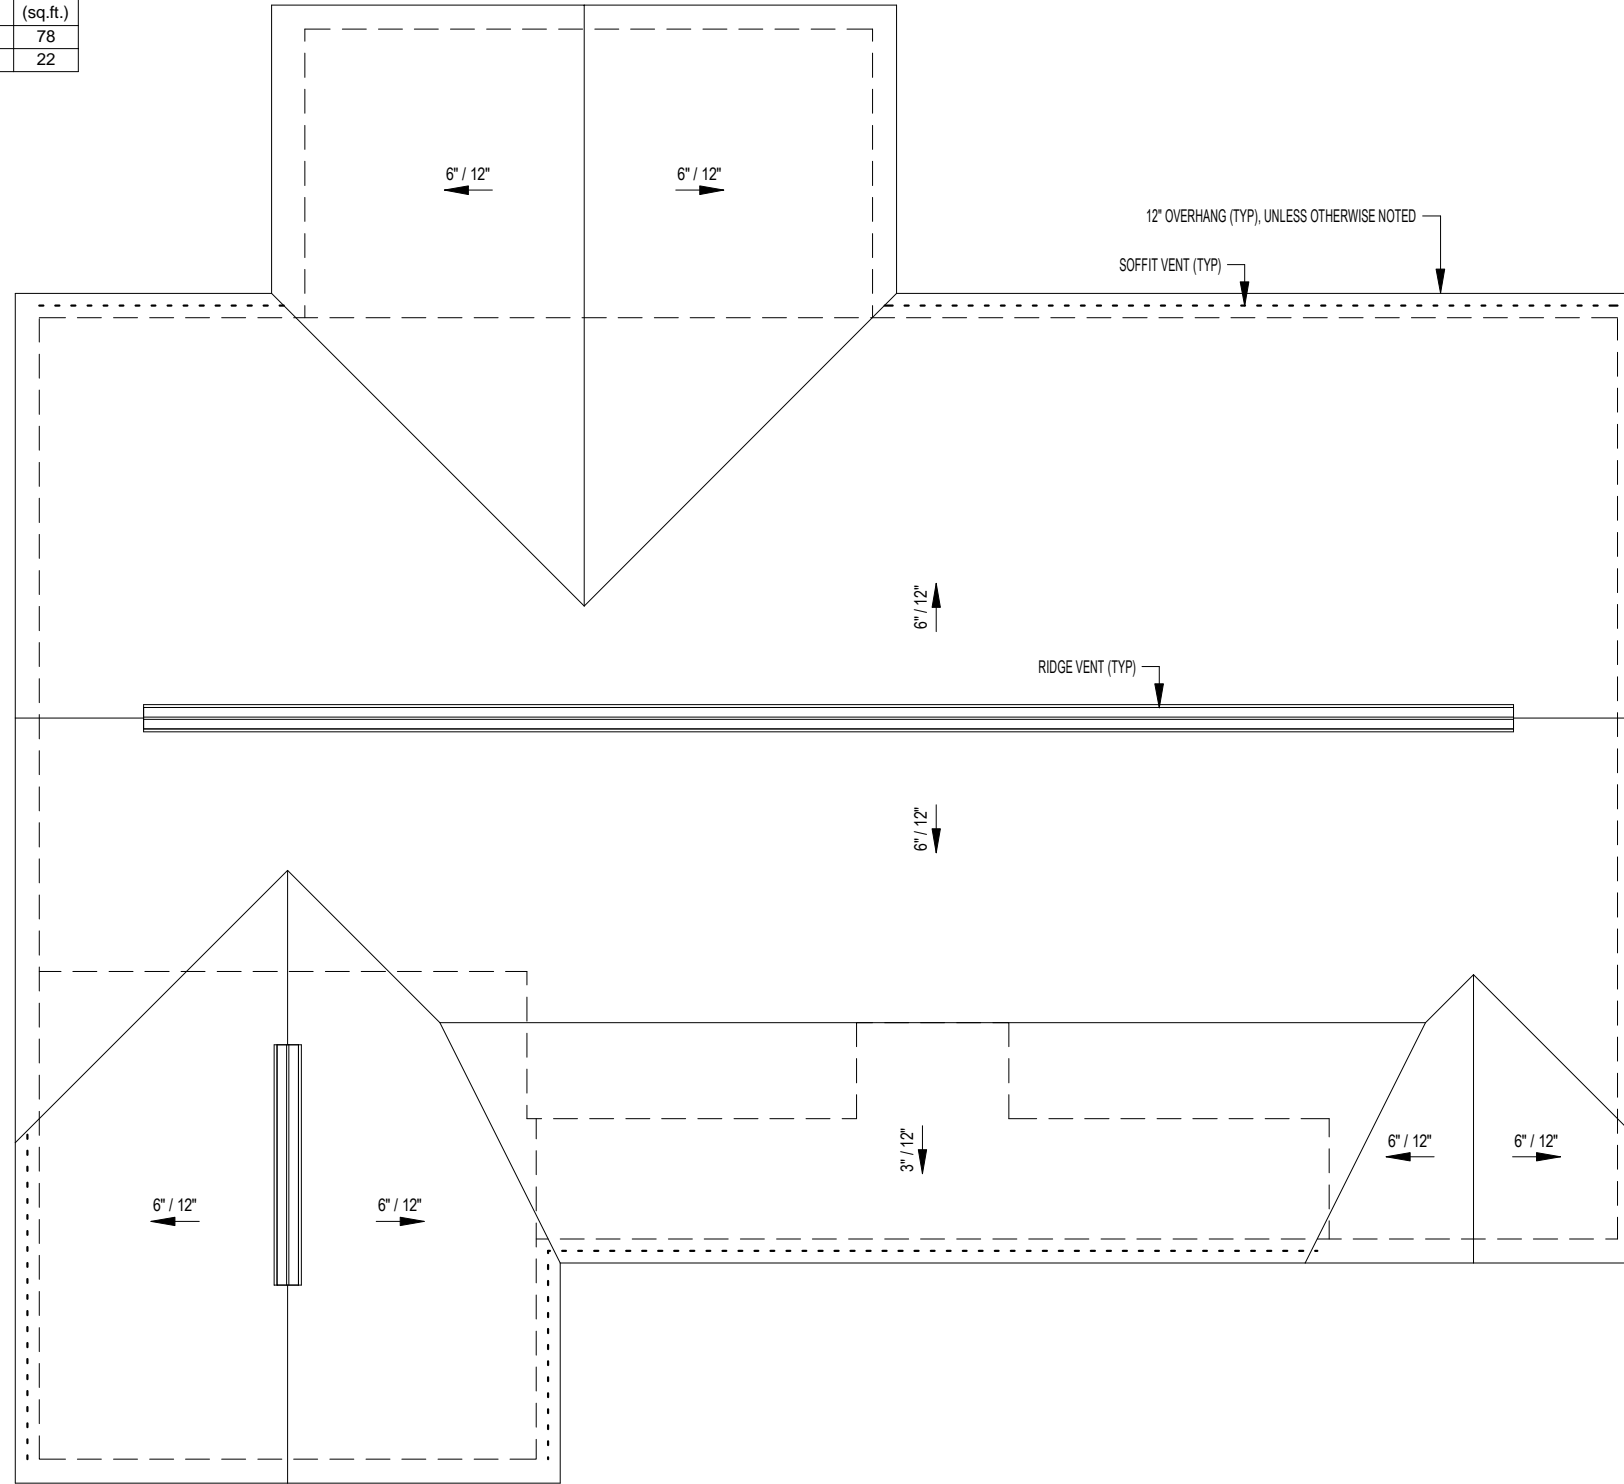 (sq.ft.)
78
22
6" / 12"
6" / 12"
12" OVERHANG (TYP), UNLESS OTHERWISE NOTED
SOFFIT VENT (TYP)
6" / 12"
RIDGE VENT (TYP)
6" / 12"
3" / 12"
6" / 12"
6" / 12"
6" / 12"
6" / 12"